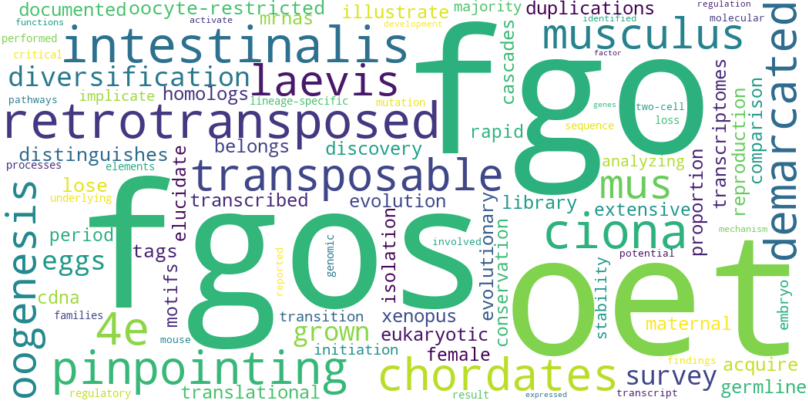 documented oocyte-restricted activate mrnas illustrate majority duplications regulation
functions development identified molecular
performed intestinalis fgo musculus
critical cascades factor
diversification laevis demarcated
pathways implicate homologs lineage-specific mutation two-cell genes
retrotransposed rapid sequence loss
belongs discovery transcriptomes reproduction comparison
distinguishes elements analyzing
processes transposable mus
lose elucidate
underlying transcribed evolution library extensive proportion
oogenesis fgos ciona
period tags isolation involved evolutionary conservation
eggs genomic reported stability potential mechanism
motifs oet embryo
cdna transition xenopus
families 4e mouse grown eukaryotic maternal
initiation female findings
pinpointing chordates survey acquire
regulatory translational result expressed transcript germline